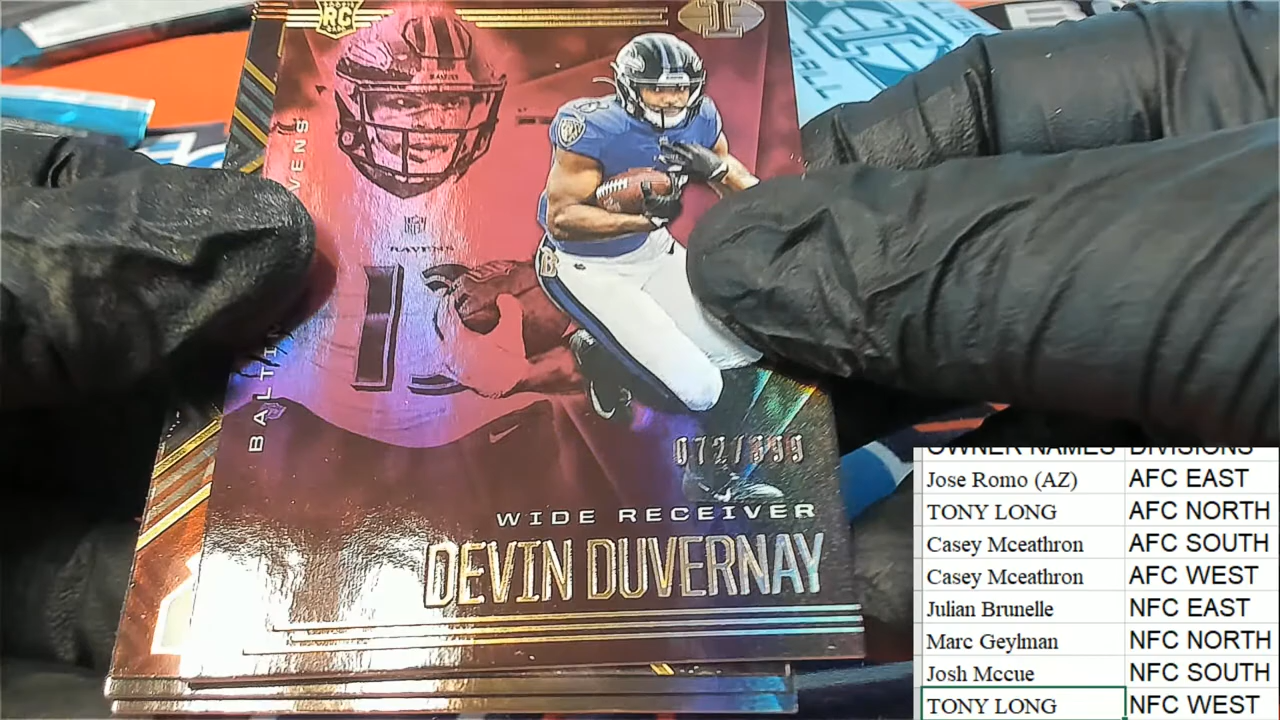 RC
BALTIMORE RAVENS
RAVENS
13
072/399
WIDE RECEIVER
DEVIN DUVERNAY
OWNER NAMES DIVISIONS
Jose Romo (AZ) AFC EAST
TONY LONG AFC NORTH
Casey Mceathron AFC SOUTH
Casey Mceathron AFC WEST
Julian Brunelle NFC EAST
Marc Geylman NFC NORTH
Josh Mccue NFC SOUTH
TONY LONG NFC WEST